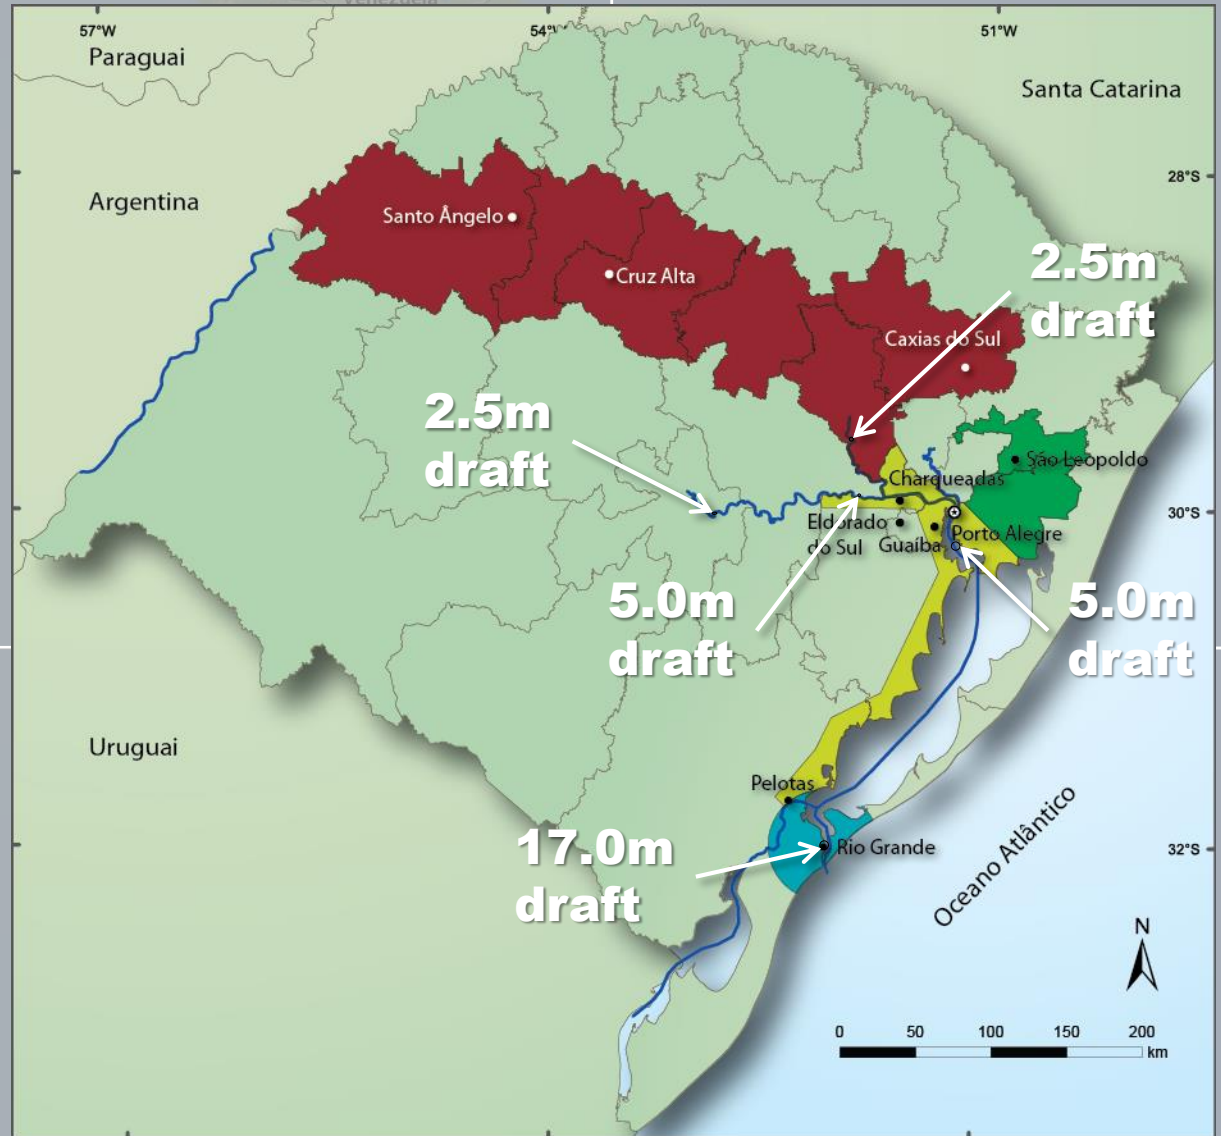 Venezuela
57°W
54°W
51°W
Paraguai
Santa Catarina
28°S
Argentina
Santo Ângelo
2.5m
draft
Cruz Alta
Caxias do Sul
2.5m
draft
São Leopoldo
Charqueadas
30°S
Eldorado
do Sul
Guaíba
Porto Alegre
5.0m
draft
5.0m
draft
Uruguai
Pelotas
Oceano Atlântico
17.0m
draft
Rio Grande
32°S
N
0 50 100 150 200
km